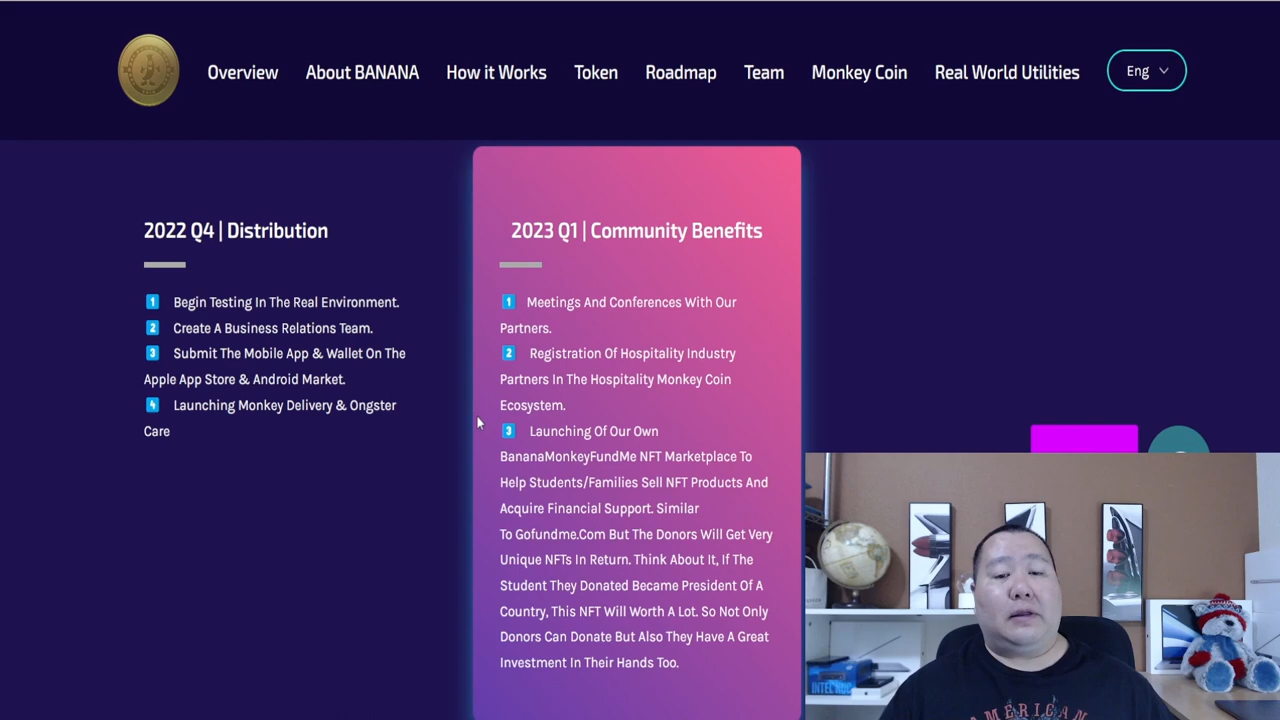 Overview
About BANANA
How it Works
Token
Roadmap
Team
Monkey Coin
Real World Utilities
Eng
2022 Q4 | Distribution
1 Begin Testing In The Real Environment.
2 Create A Business Relations Team.
3 Submit The Mobile App & Wallet On The
Apple App Store & Android Market.
4 Launching Monkey Delivery & Ongster
Care
2023 Q1 | Community Benefits
1 Meetings And Conferences With Our
Partners.
2 Registration Of Hospitality Industry
Partners In The Hospitality Monkey Coin
Ecosystem.
3 Launching Of Our Own
BananaMonkeyFundMe NFT Marketplace To
Help Students/Families Sell NFT Products And
Acquire Financial Support. Similar
To Gofundme.Com But The Donors Will Get Very
Unique NFTs In Return. Think About It, If The
Student They Donated Became President Of A
Country, This NFT Will Worth A Lot. So Not Only
Donors Can Donate But Also They Have A Great
Investment In Their Hands Too.
INTEL NUC
AMERICAN